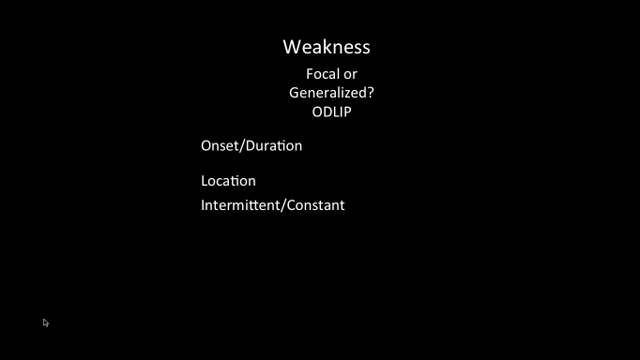 Weakness
Focal or
Generalized?
ODLIP
Onset/Duration
Location
Intermittent/Constant